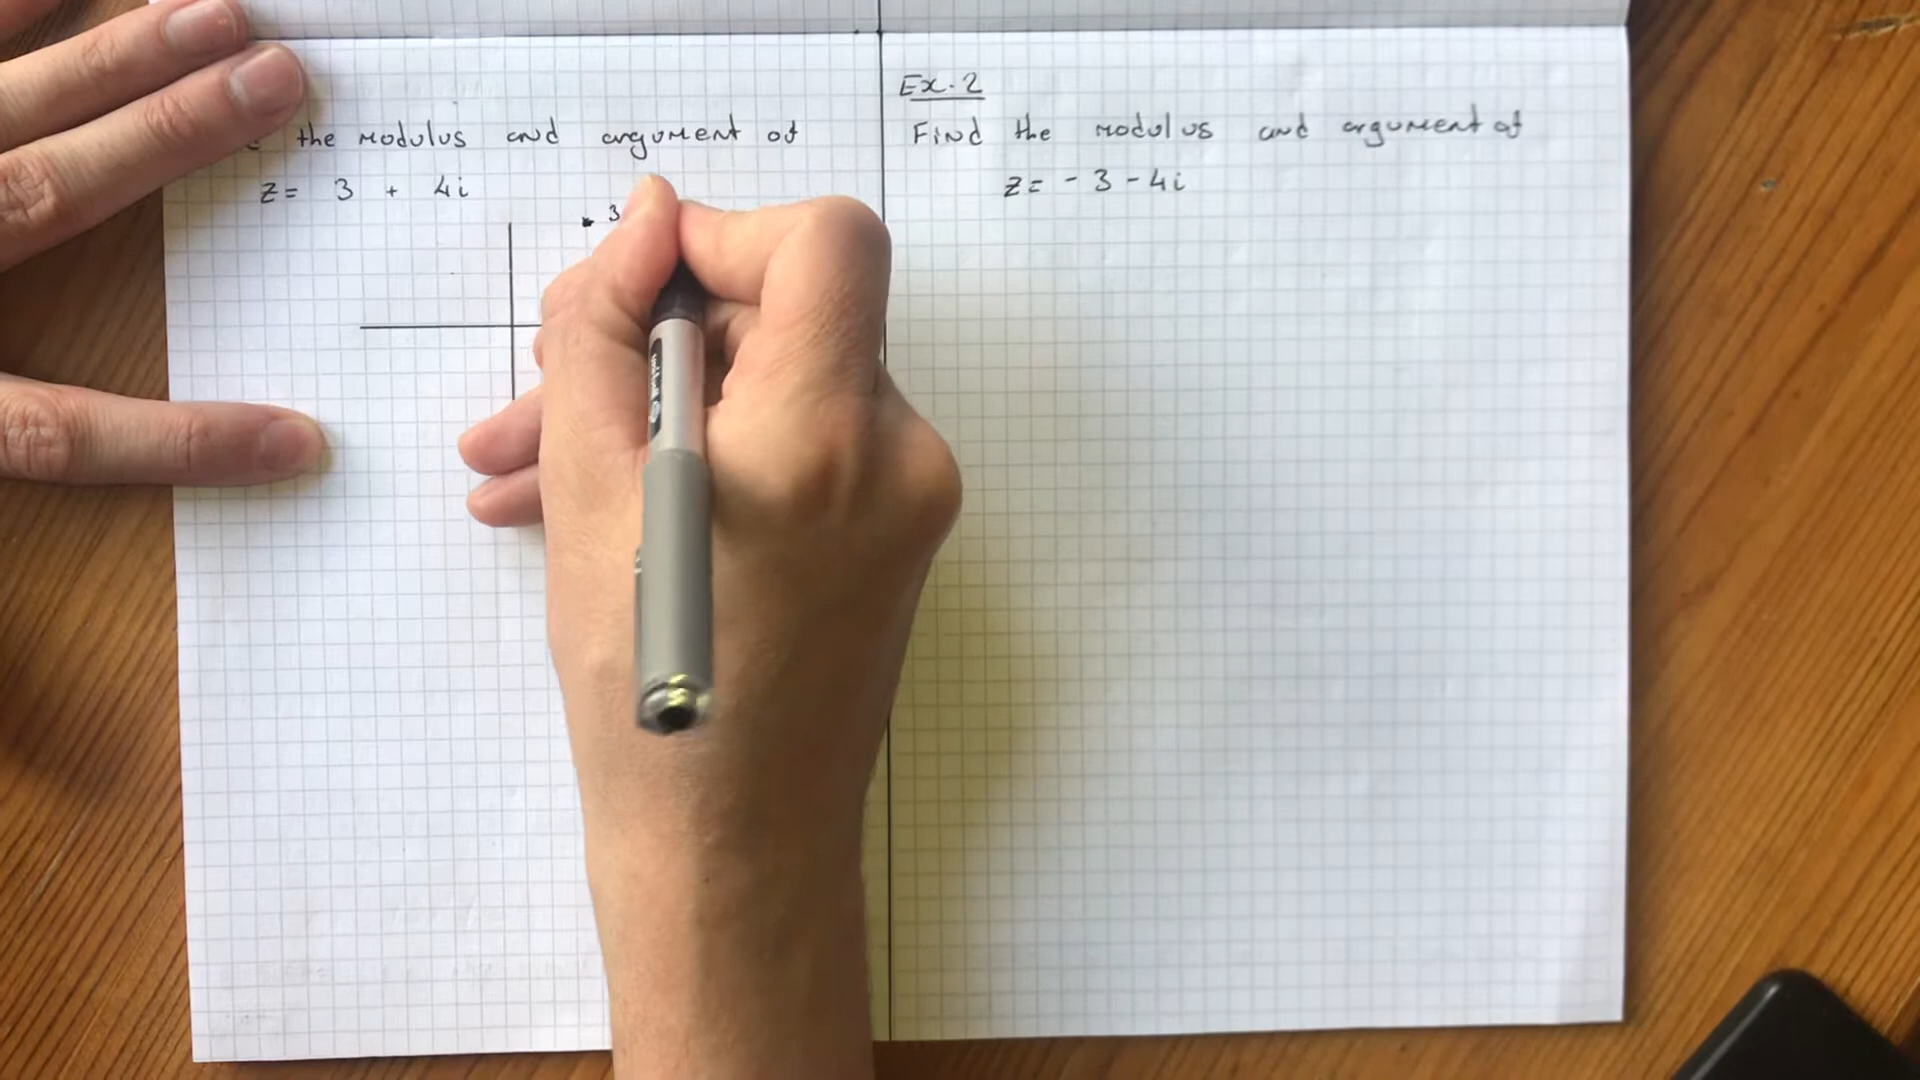 the modulus and argument of
z = 3 + 4i
3
Ex. 2
Find the modulus and argument of
z = - 3 - 4i